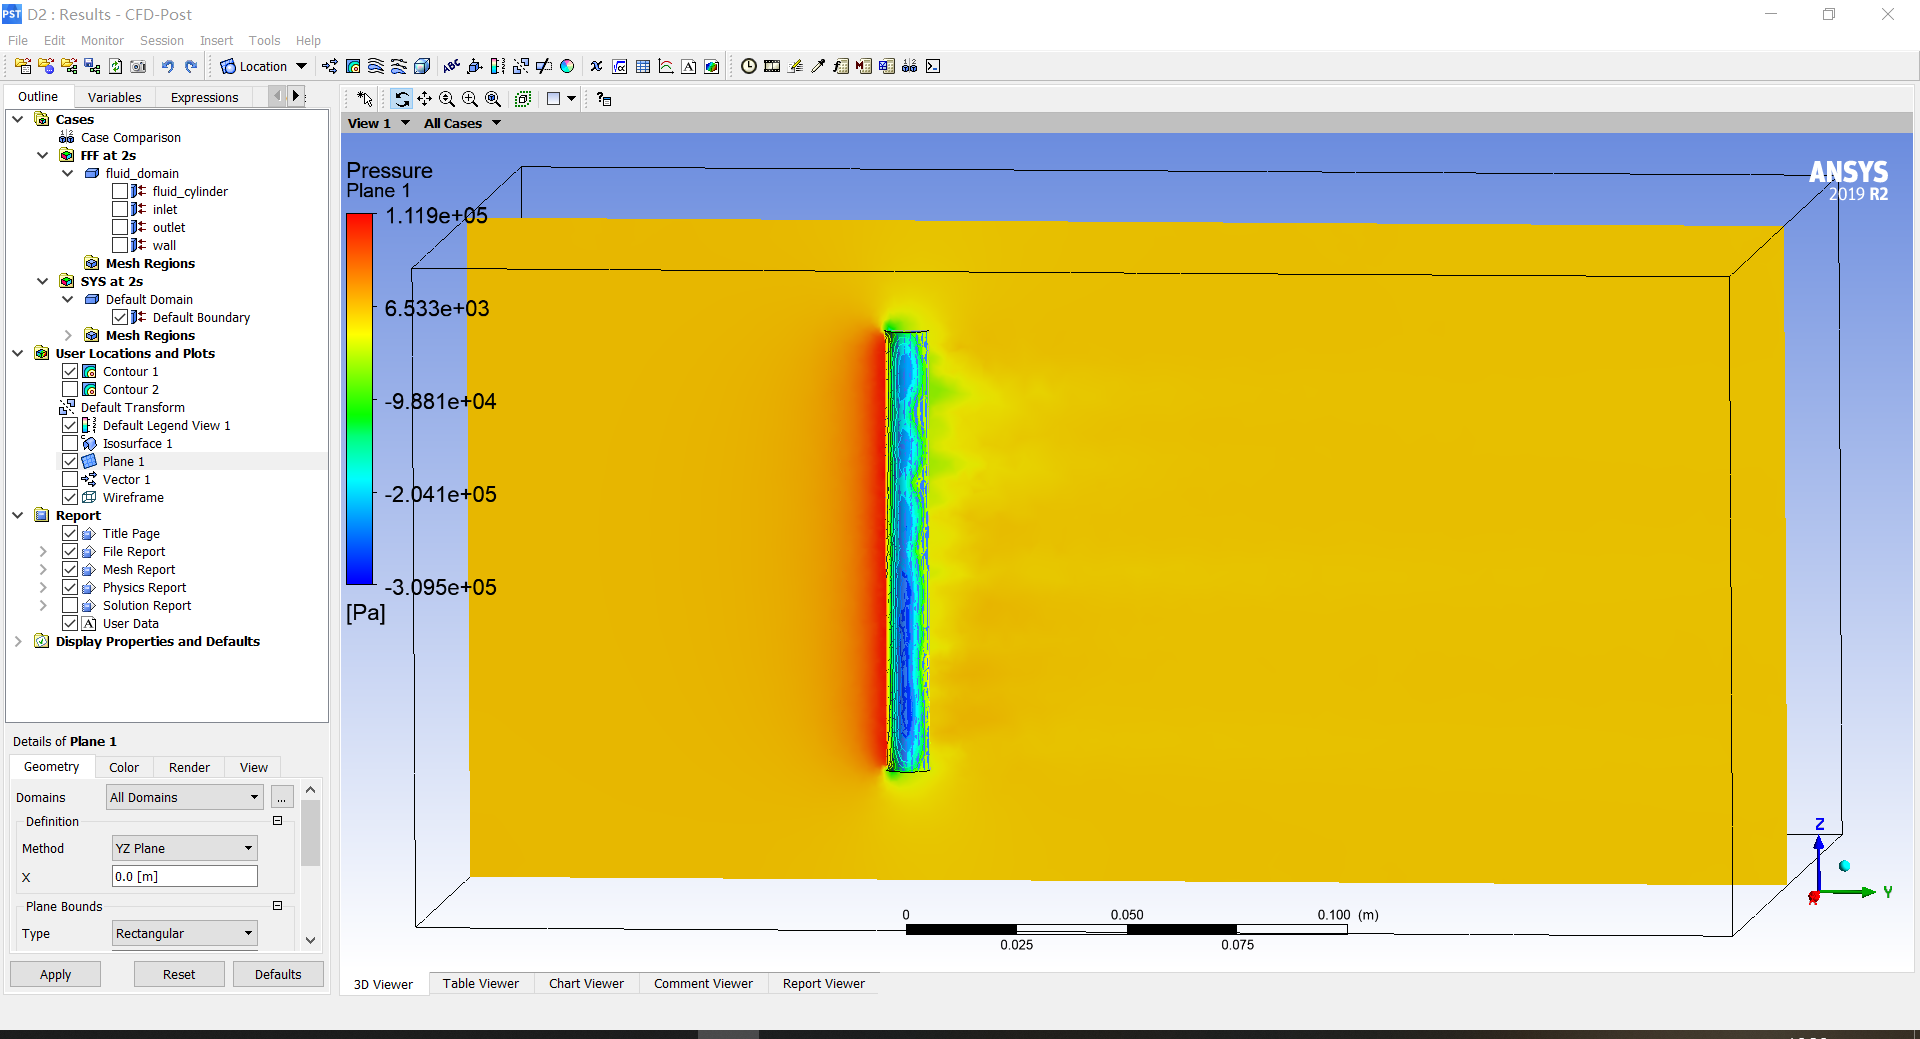 PST D2 : Results - CFD-Post
File Edit Monitor Session Insert Tools Help
Location
Outline Variables Expressions
Cases
Case Comparison
FFF at 2s
fluid_domain
fluid_cylinder
inlet
outlet
wall
Mesh Regions
SYS at 2s
Default Domain
Default Boundary
Mesh Regions
User Locations and Plots
Contour 1
Contour 2
Default Transform
Default Legend View 1
Isosurface 1
Plane 1
Vector 1
Wireframe
Report
Title Page
File Report
Mesh Report
Physics Report
Solution Report
User Data
Display Properties and Defaults
Details of Plane 1
Geometry Color Render View
Domains All Domains ...
Definition
Method YZ Plane
X 0.0 [m]
Plane Bounds
Type Rectangular
Apply Reset Defaults
View 1 All Cases
Pressure
Plane 1
1.119e+05
6.533e+03
-9.881e+04
-2.041e+05
-3.095e+05
[Pa]
ANSYS
2019 R2
Z
Y
X
0 0.050 0.100 (m)
0.025 0.075
3D Viewer Table Viewer Chart Viewer Comment Viewer Report Viewer